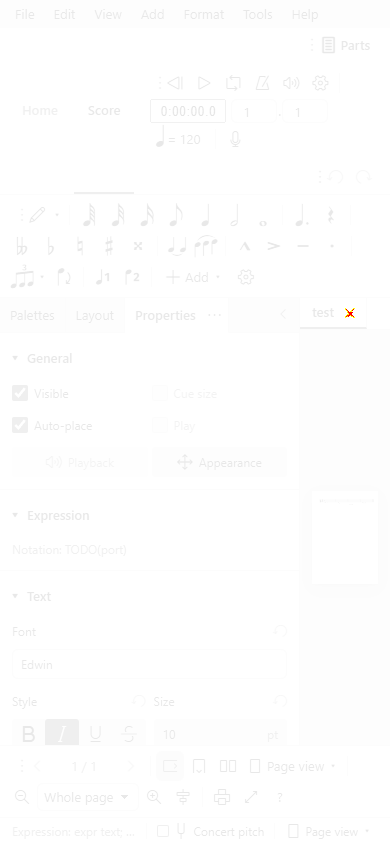 File Edit View Add Format Tools Help
Parts
Home Score 0:00:00.0 1 . 1
= 120
Add
Palettes Layout Properties test
General
Visible Cue size
Auto-place Play
Playback Appearance
Expression
Notation: TODO(port)
Text
Font
Edwin
Style Size
B I U S 10 pt
1 / 1 Page view
Whole page ?
Expression: expr text; ... Concert pitch Page view